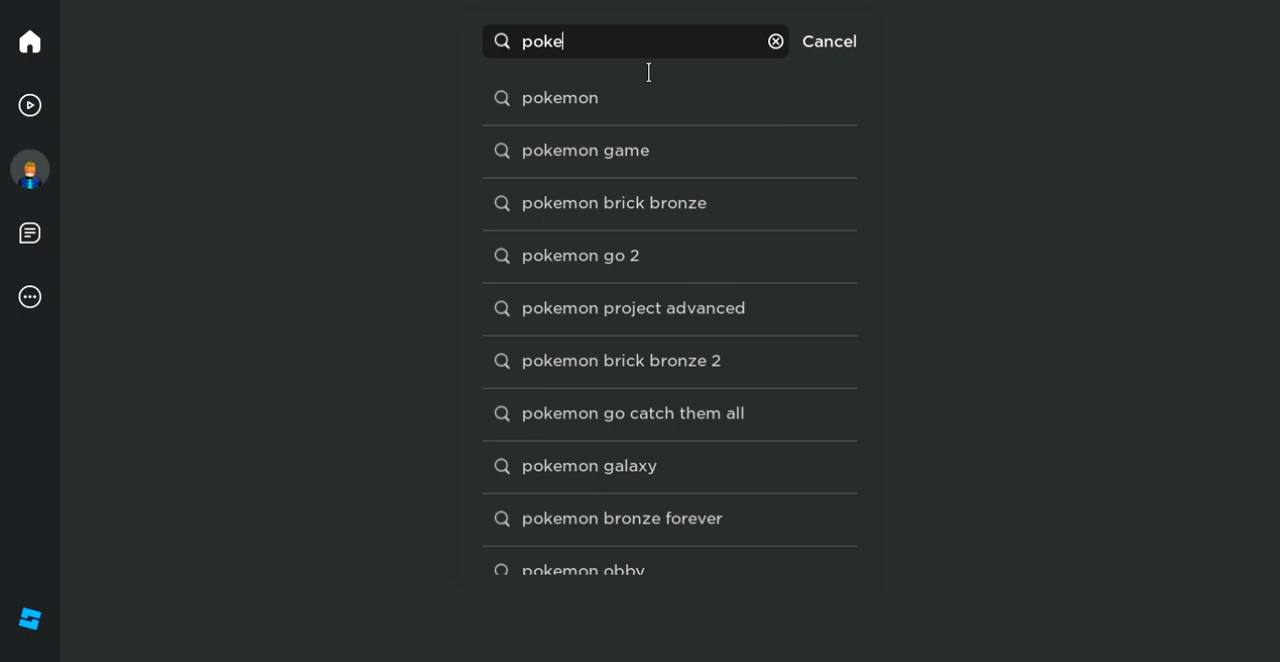 poke
Cancel
pokemon
pokemon game
pokemon brick bronze
pokemon go 2
pokemon project advanced
pokemon brick bronze 2
pokemon go catch them all
pokemon galaxy
pokemon bronze forever
pokemon obby